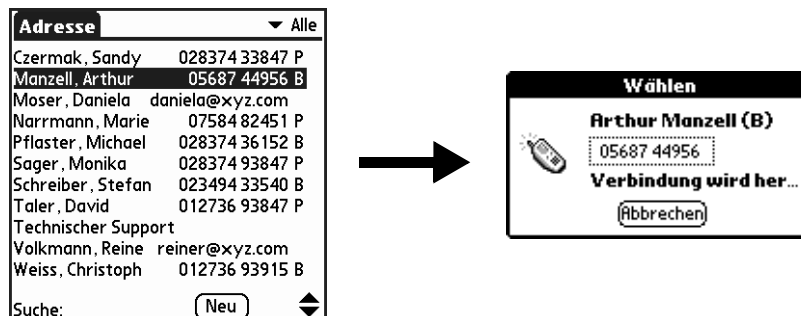 Adresse Alle
Czermak, Sandy 028374 33847 P
Manzell, Arthur 05687 44956 B
Moser, Daniela daniela@xyz.com
Narrmann, Marie 07584 82451 P
Pflaster, Michael 028374 36152 B
Sager, Monika 028374 93847 P
Schreiber, Stefan 023494 33540 B
Taler, David 012736 93847 P
Technischer Support
Volkmann, Reine reiner@xyz.com
Weiss, Christoph 012736 93915 B
Suche: Neu
Wählen
Arthur Manzell (B)
05687 44956
Verbindung wird her...
Abbrechen